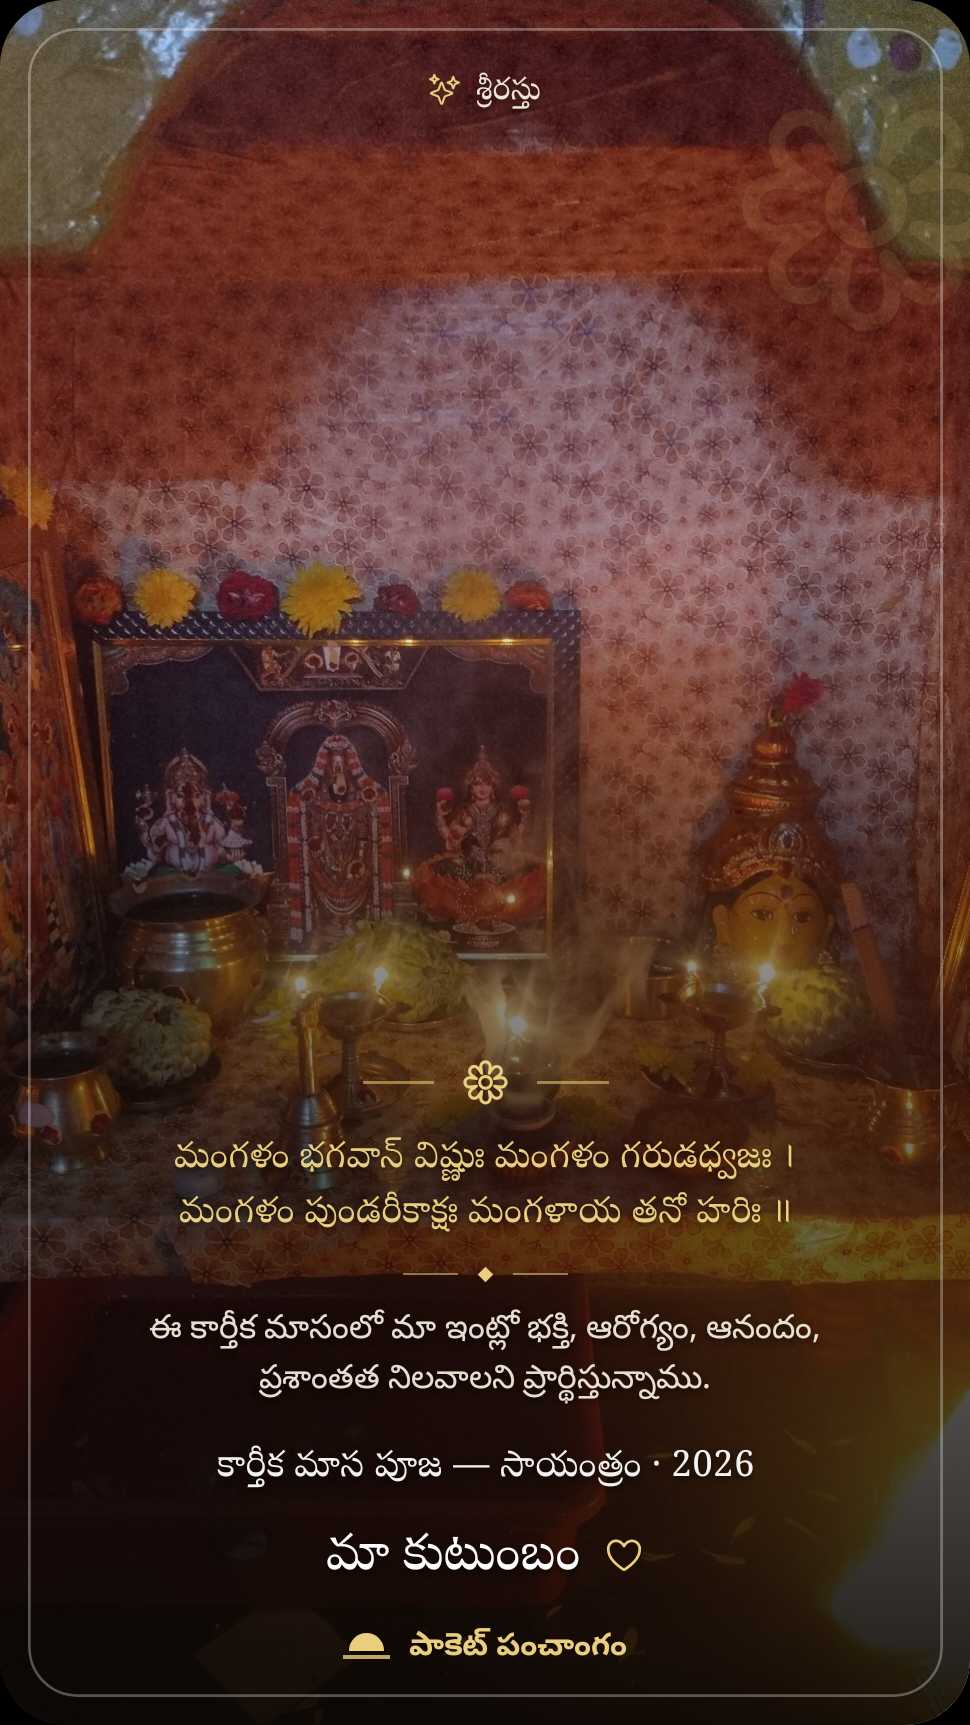 శ్రీరస్తు
మంగళం భగవాన్ విష్ణుః మంగళం గరుడధ్వజః ।
మంగళం పుండరీకాక్షః మంగళాయ తనో హరిః ॥
ఈ కార్తీక మాసంలో మా ఇంట్లో భక్తి, ఆరోగ్యం, ఆనందం,
ప్రశాంతత నిలవాలని ప్రార్థిస్తున్నాము.
కార్తీక మాస పూజ — సాయంత్రం · 2026
మా కుటుంబం
పాకెట్ పంచాంగం